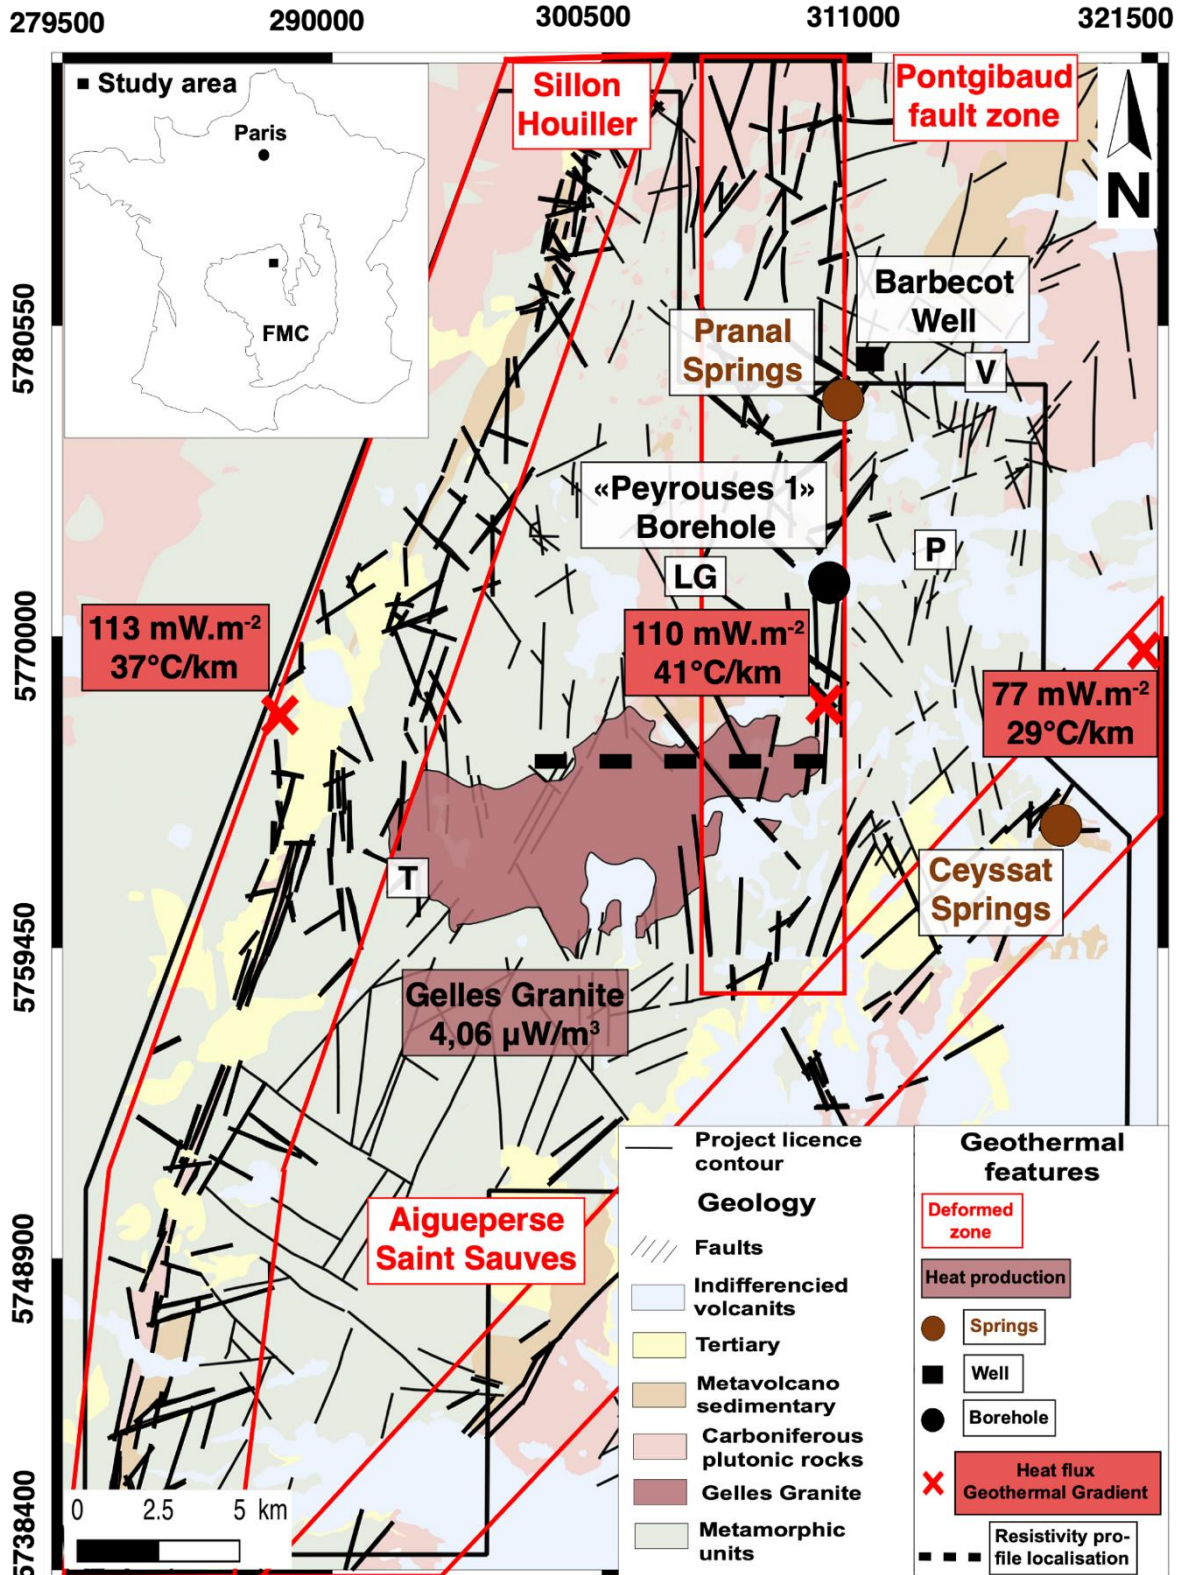 279500 290000 300500 311000 321500
■ Study area
Paris
FMC
Sillon
Houiller
Pontgibaud
fault zone
N
5780550
Barbecot
Well
Pranal
Springs
V
«Peyrouses 1»
Borehole
P
LG
5770000
113 mW.m-2
37°C/km
110 mW.m-2
41°C/km
77 mW.m-2
29°C/km
T
Ceyssat
Springs
5759450
Gelles Granite
4,06 µW/m3
Aigueperse
Saint Sauves
5748900
5738400
0 2.5 5 km
Project licence
contour
Geology
Faults
Indifferencied
volcanits
Tertiary
Metavolcano
sedimentary
Carboniferous
plutonic rocks
Gelles Granite
Metamorphic
units
Geothermal
features
Deformed
zone
Heat production
Springs
Well
Borehole
Heat flux
Geothermal Gradient
Resistivity pro-
file localisation